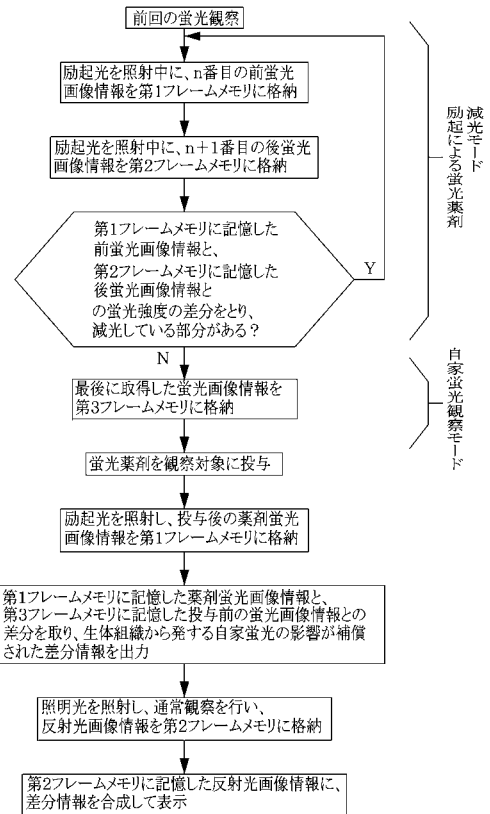 前回の蛍光観察
励起光を照射中に、n番目の前蛍光
画像情報を第1フレームメモリに格納
励起光を照射中に、n+1番目の後蛍光
画像情報を第2フレームメモリに格納
第1フレームメモリに記憶した
前蛍光画像情報と、
第2フレームメモリに記憶した
後蛍光画像情報と
の蛍光強度の差分をとり、
減光している部分がある?
Y
N
励起による蛍光薬剤
減光モード
最後に取得した蛍光画像情報を
第3フレームメモリに格納
自家蛍光観察モード
蛍光薬剤を観察対象に投与
励起光を照射し、投与後の薬剤蛍光
画像情報を第1フレームメモリに格納
第1フレームメモリに記憶した薬剤蛍光画像情報と、
第3フレームメモリに記憶した投与前の蛍光画像情報との
差分を取り、生体組織から発する自家蛍光の影響が補償
された差分情報を出力
照明光を照射し、通常観察を行い、
反射光画像情報を第2フレームメモリに格納
第2フレームメモリに記憶した反射光画像情報に、
差分情報を合成して表示